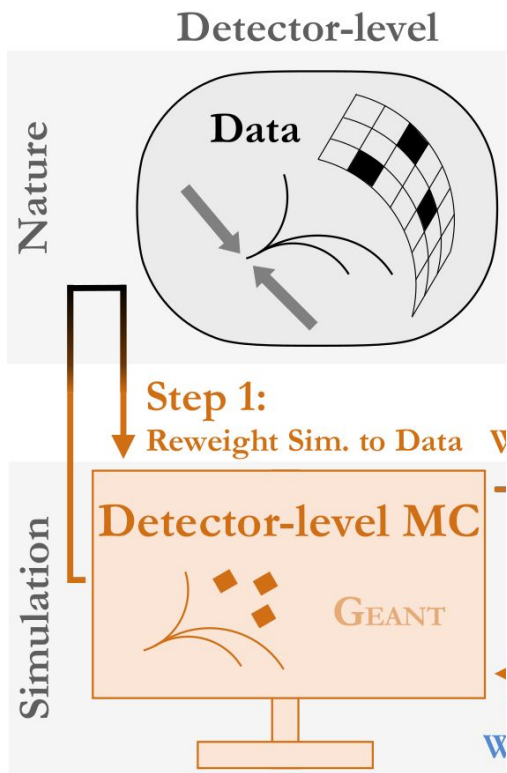 Detector-level
Nature
Data
Step 1:
Reweight Sim. to Data
W
Simulation
Detector-level MC
GEANT
W